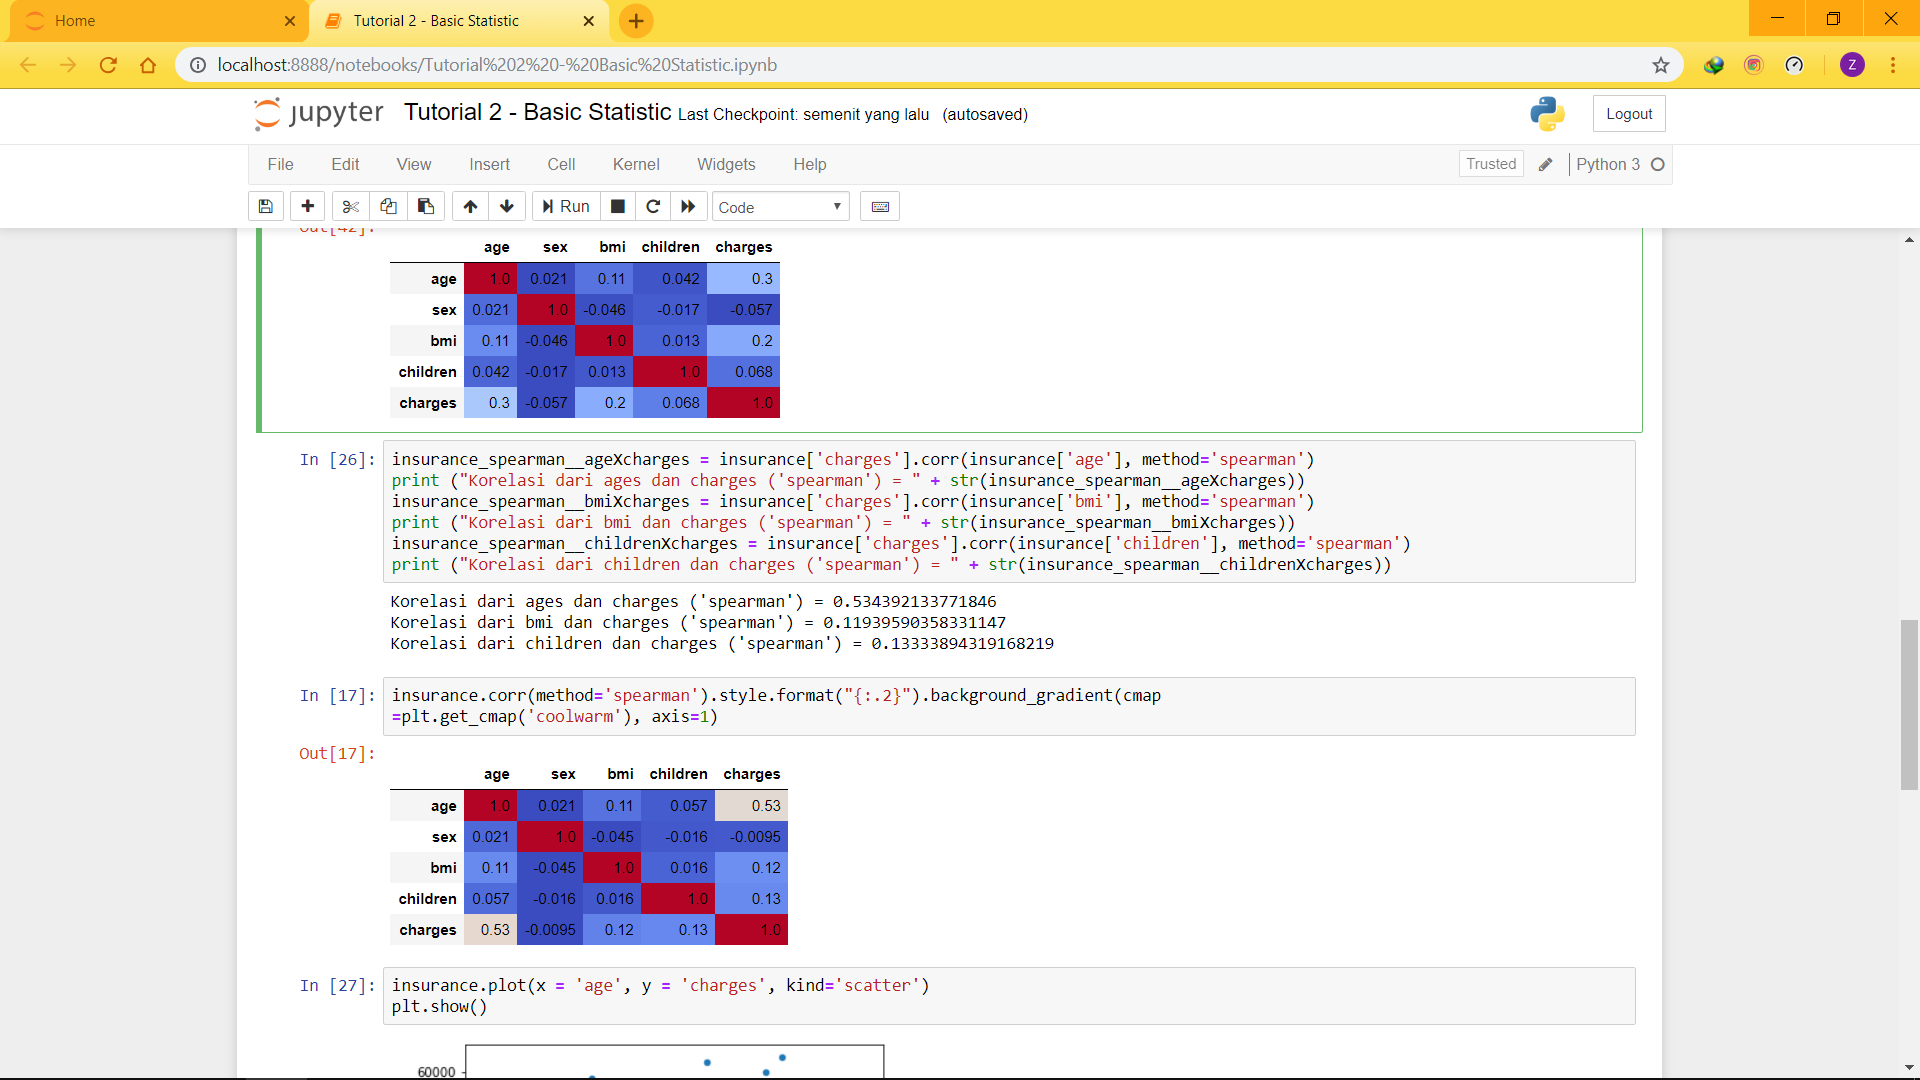 Home
Tutorial 2 - Basic Statistic
localhost:8888/notebooks/Tutorial%202%20-%20Basic%20Statistic.ipynb
Z
jupyter Tutorial 2 - Basic Statistic Last Checkpoint: semenit yang lalu (autosaved)
Logout
File Edit View Insert Cell Kernel Widgets Help
Trusted Python 3
Run Code
Out[42]:
age sex bmi children charges
age 1.0 0.021 0.11 0.042 0.3
sex 0.021 1.0 -0.046 -0.017 -0.057
bmi 0.11 -0.046 1.0 0.013 0.2
children 0.042 -0.017 0.013 1.0 0.068
charges 0.3 -0.057 0.2 0.068 1.0
In [26]: insurance_spearman__ageXcharges = insurance['charges'].corr(insurance['age'], method='spearman')
print ("Korelasi dari ages dan charges ('spearman') = " + str(insurance_spearman__ageXcharges))
insurance_spearman__bmiXcharges = insurance['charges'].corr(insurance['bmi'], method='spearman')
print ("Korelasi dari bmi dan charges ('spearman') = " + str(insurance_spearman__bmiXcharges))
insurance_spearman__childrenXcharges = insurance['charges'].corr(insurance['children'], method='spearman')
print ("Korelasi dari children dan charges ('spearman') = " + str(insurance_spearman__childrenXcharges))
Korelasi dari ages dan charges ('spearman') = 0.534392133771846
Korelasi dari bmi dan charges ('spearman') = 0.11939590358331147
Korelasi dari children dan charges ('spearman') = 0.13333894319168219
In [17]: insurance.corr(method='spearman').style.format("{:.2}").background_gradient(cmap
=plt.get_cmap('coolwarm'), axis=1)
Out[17]:
age sex bmi children charges
age 1.0 0.021 0.11 0.057 0.53
sex 0.021 1.0 -0.045 -0.016 -0.0095
bmi 0.11 -0.045 1.0 0.016 0.12
children 0.057 -0.016 0.016 1.0 0.13
charges 0.53 -0.0095 0.12 0.13 1.0
In [27]: insurance.plot(x = 'age', y = 'charges', kind='scatter')
plt.show()
60000